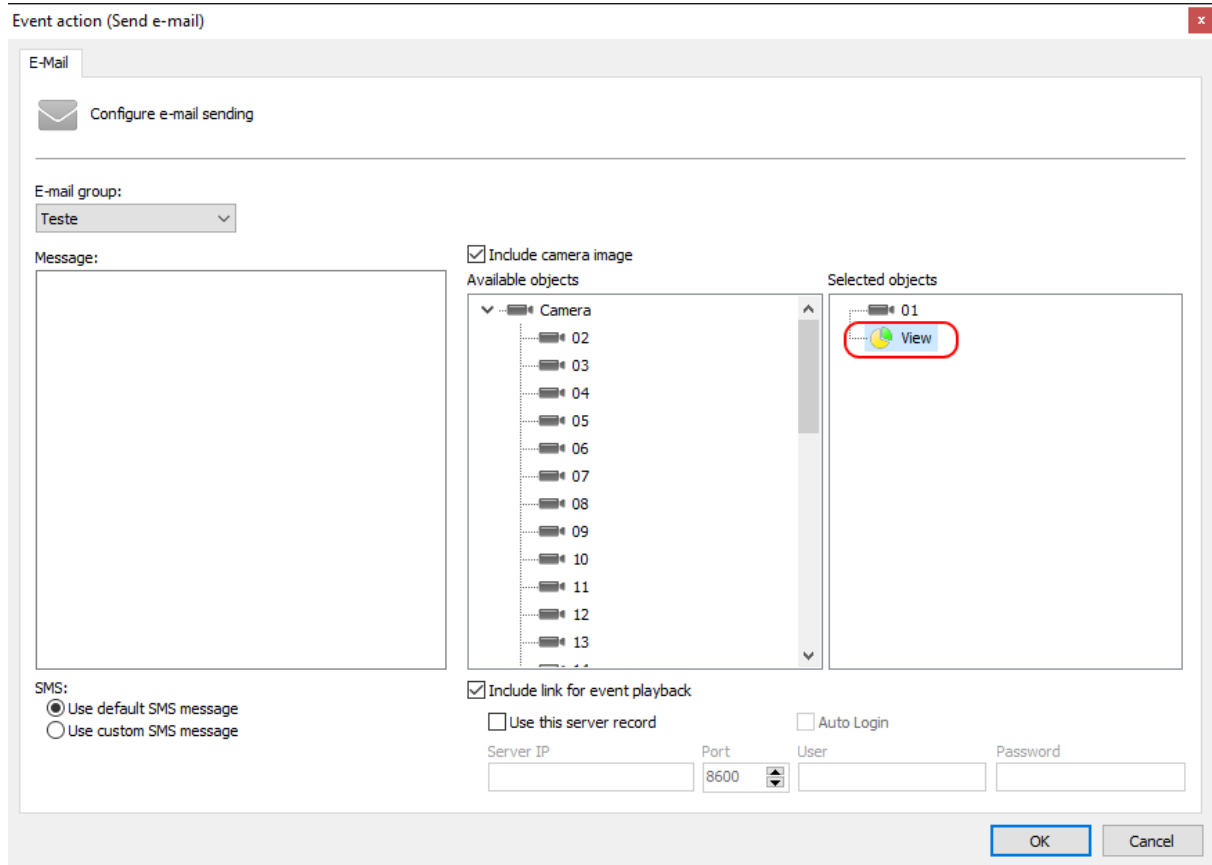 Event action (Send e-mail)
x
E-Mail
Configure e-mail sending
E-mail group:
Teste
Message:
Include camera image
Available objects
Selected objects
Camera
02
03
04
05
06
07
08
09
10
11
12
13
01
View
SMS:
Use default SMS message
Use custom SMS message
Include link for event playback
Use this server record
Auto Login
Server IP
Port
User
Password
8600
OK
Cancel